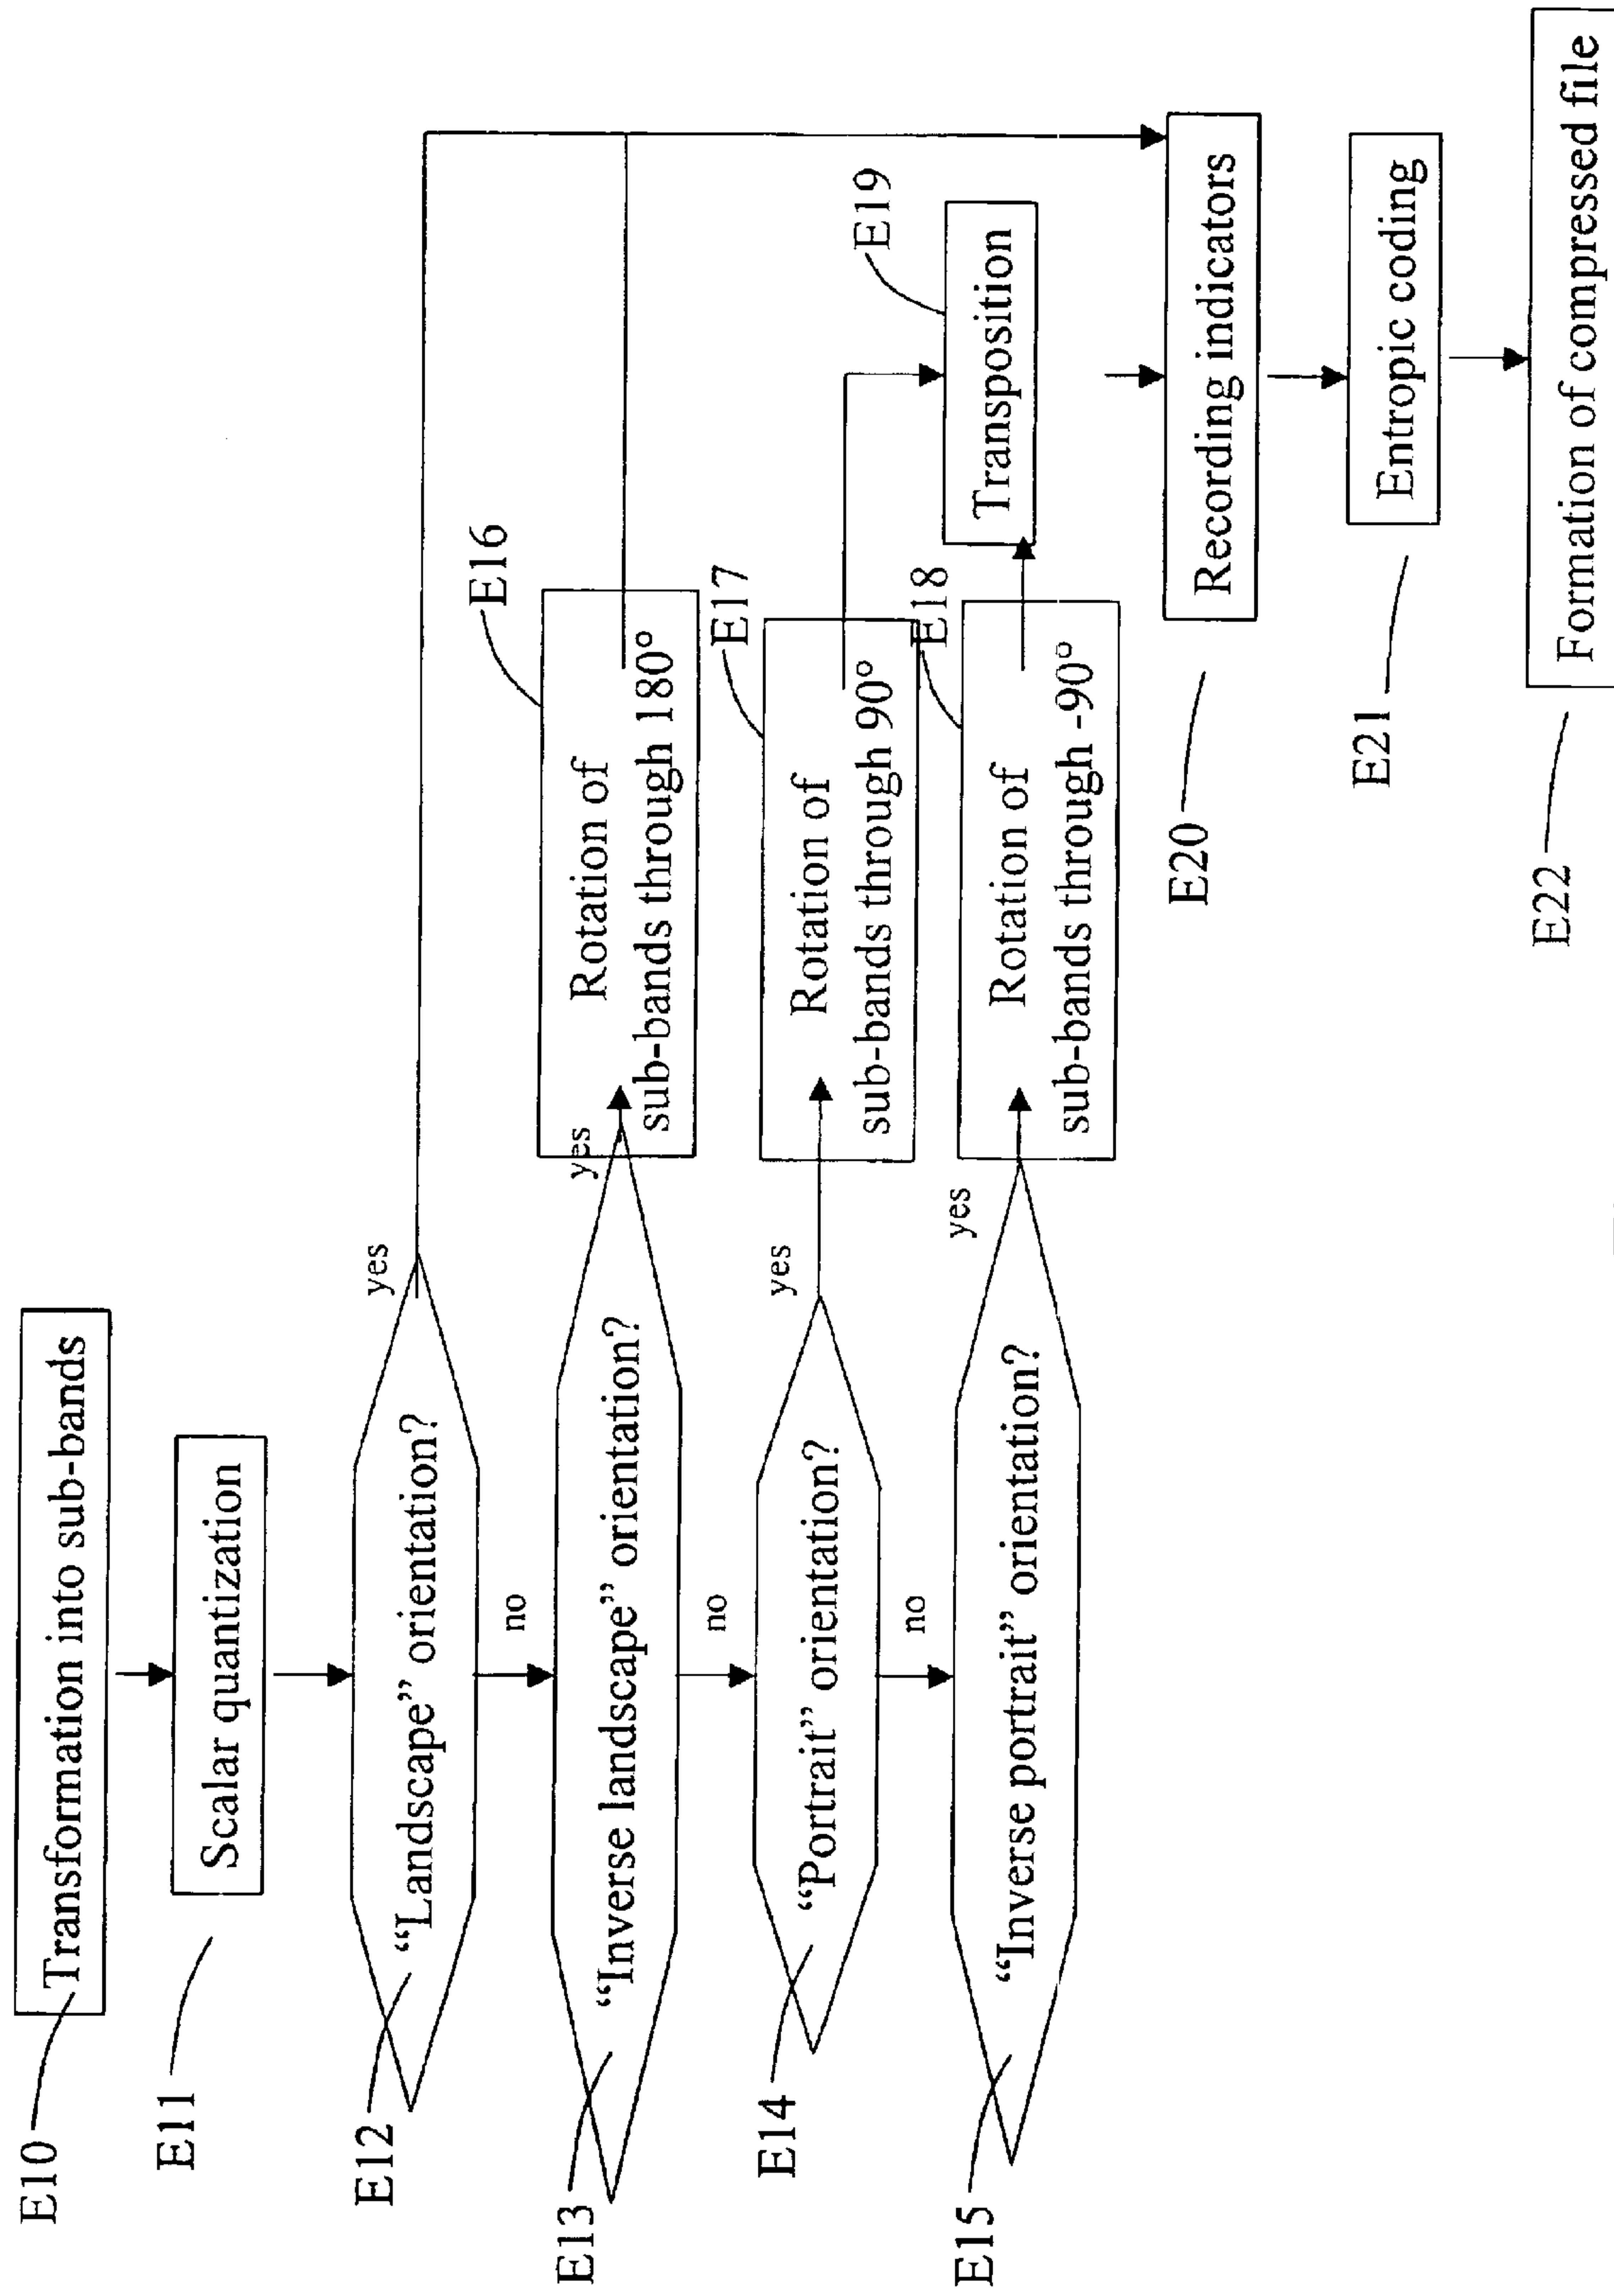 E10
Transformation into sub-bands
E11
Scalar quantization
E12
“Landscape” orientation?
yes
no
E13
“Inverse landscape” orientation?
yes
E16
Rotation of
sub-bands through 180°
no
E14
“Portrait” orientation?
yes
E17
Rotation of
sub-bands through 90°
no
E15
“Inverse portrait” orientation?
yes
E18
Rotation of
sub-bands through -90°
E19
Transposition
E20
Recording indicators
E21
Entropic coding
E22
Formation of compressed file